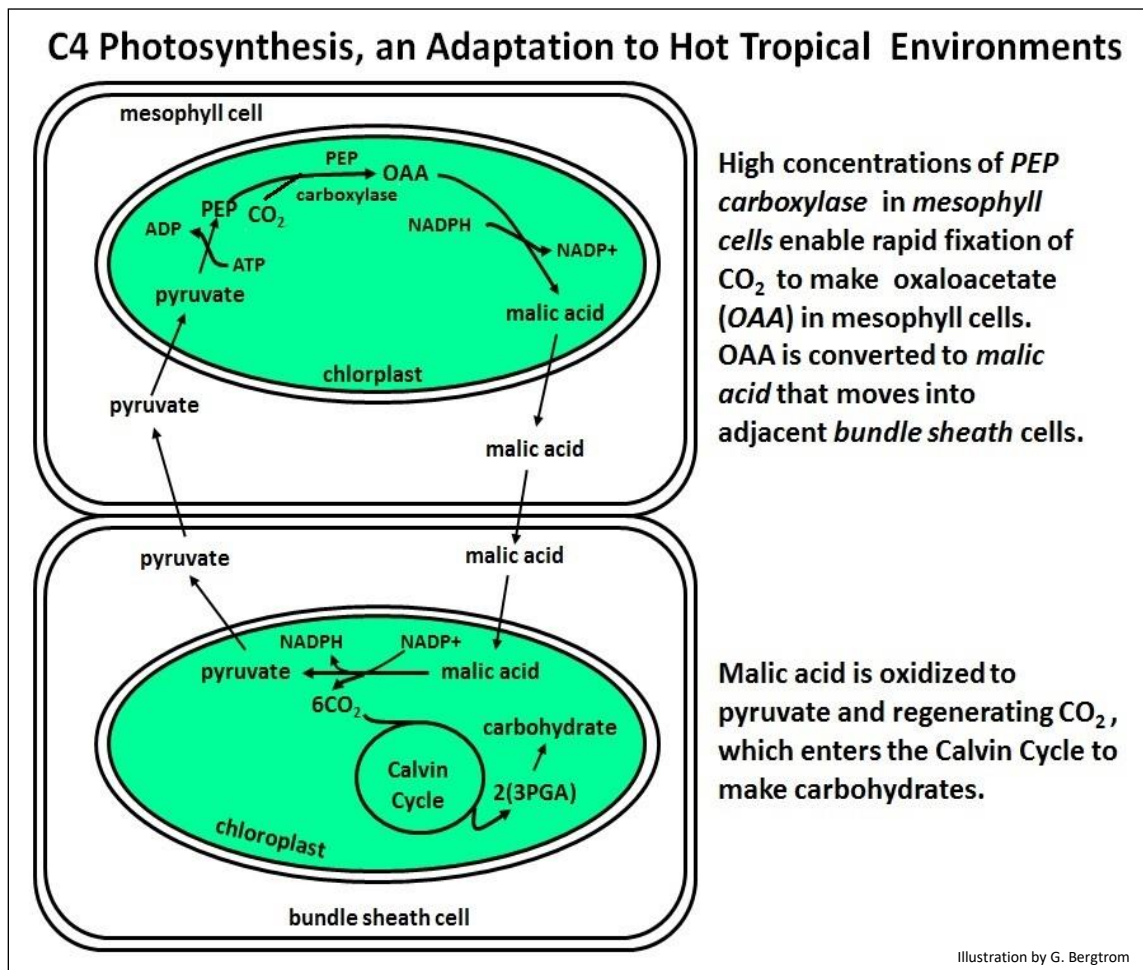 C4 Photosynthesis, an Adaptation to Hot Tropical Environments
mesophyll cell
PEP
OAA
carboxylase
PEP
CO₂
ADP
ATP
NADPH
NADP+
pyruvate
malic acid
chlorplast
pyruvate
malic acid
High concentrations of PEP
carboxylase in mesophyll
cells enable rapid fixation of
CO₂ to make oxaloacetate
(OAA) in mesophyll cells.
OAA is converted to malic
acid that moves into
adjacent bundle sheath cells.
pyruvate
malic acid
NADPH
NADP+
pyruvate
malic acid
6CO₂
carbohydrate
Calvin
Cycle
2(3PGA)
chloroplast
bundle sheath cell
Malic acid is oxidized to
pyruvate and regenerating CO₂ ,
which enters the Calvin Cycle to
make carbohydrates.
Illustration by G. Bergtrom